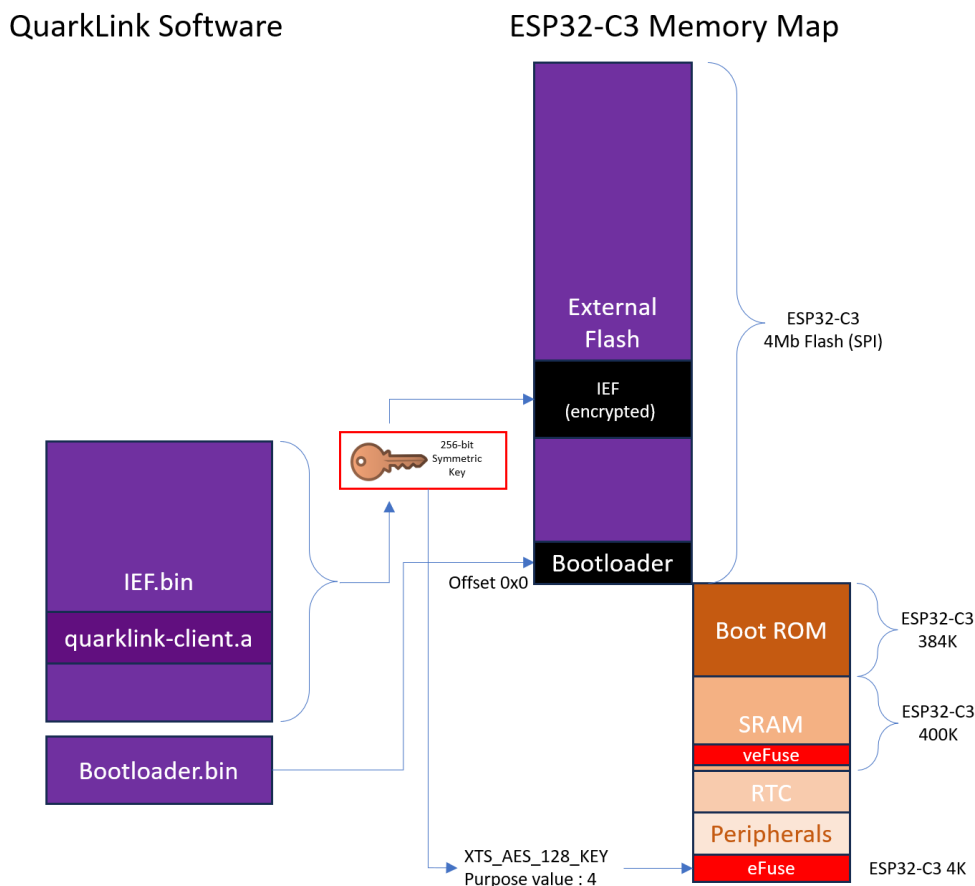 QuarkLink Software
ESP32-C3 Memory Map
External
Flash
ESP32-C3
4Mb Flash (SPI)
IEF
(encrypted)
256-bit
Symmetric
Key
IEF.bin
quarklink-client.a
Bootloader.bin
Bootloader
Offset 0x0
Boot ROM
ESP32-C3
384K
SRAM
ESP32-C3
400K
veFuse
RTC
Peripherals
XTS_AES_128_KEY
Purpose value : 4
eFuse
ESP32-C3 4K